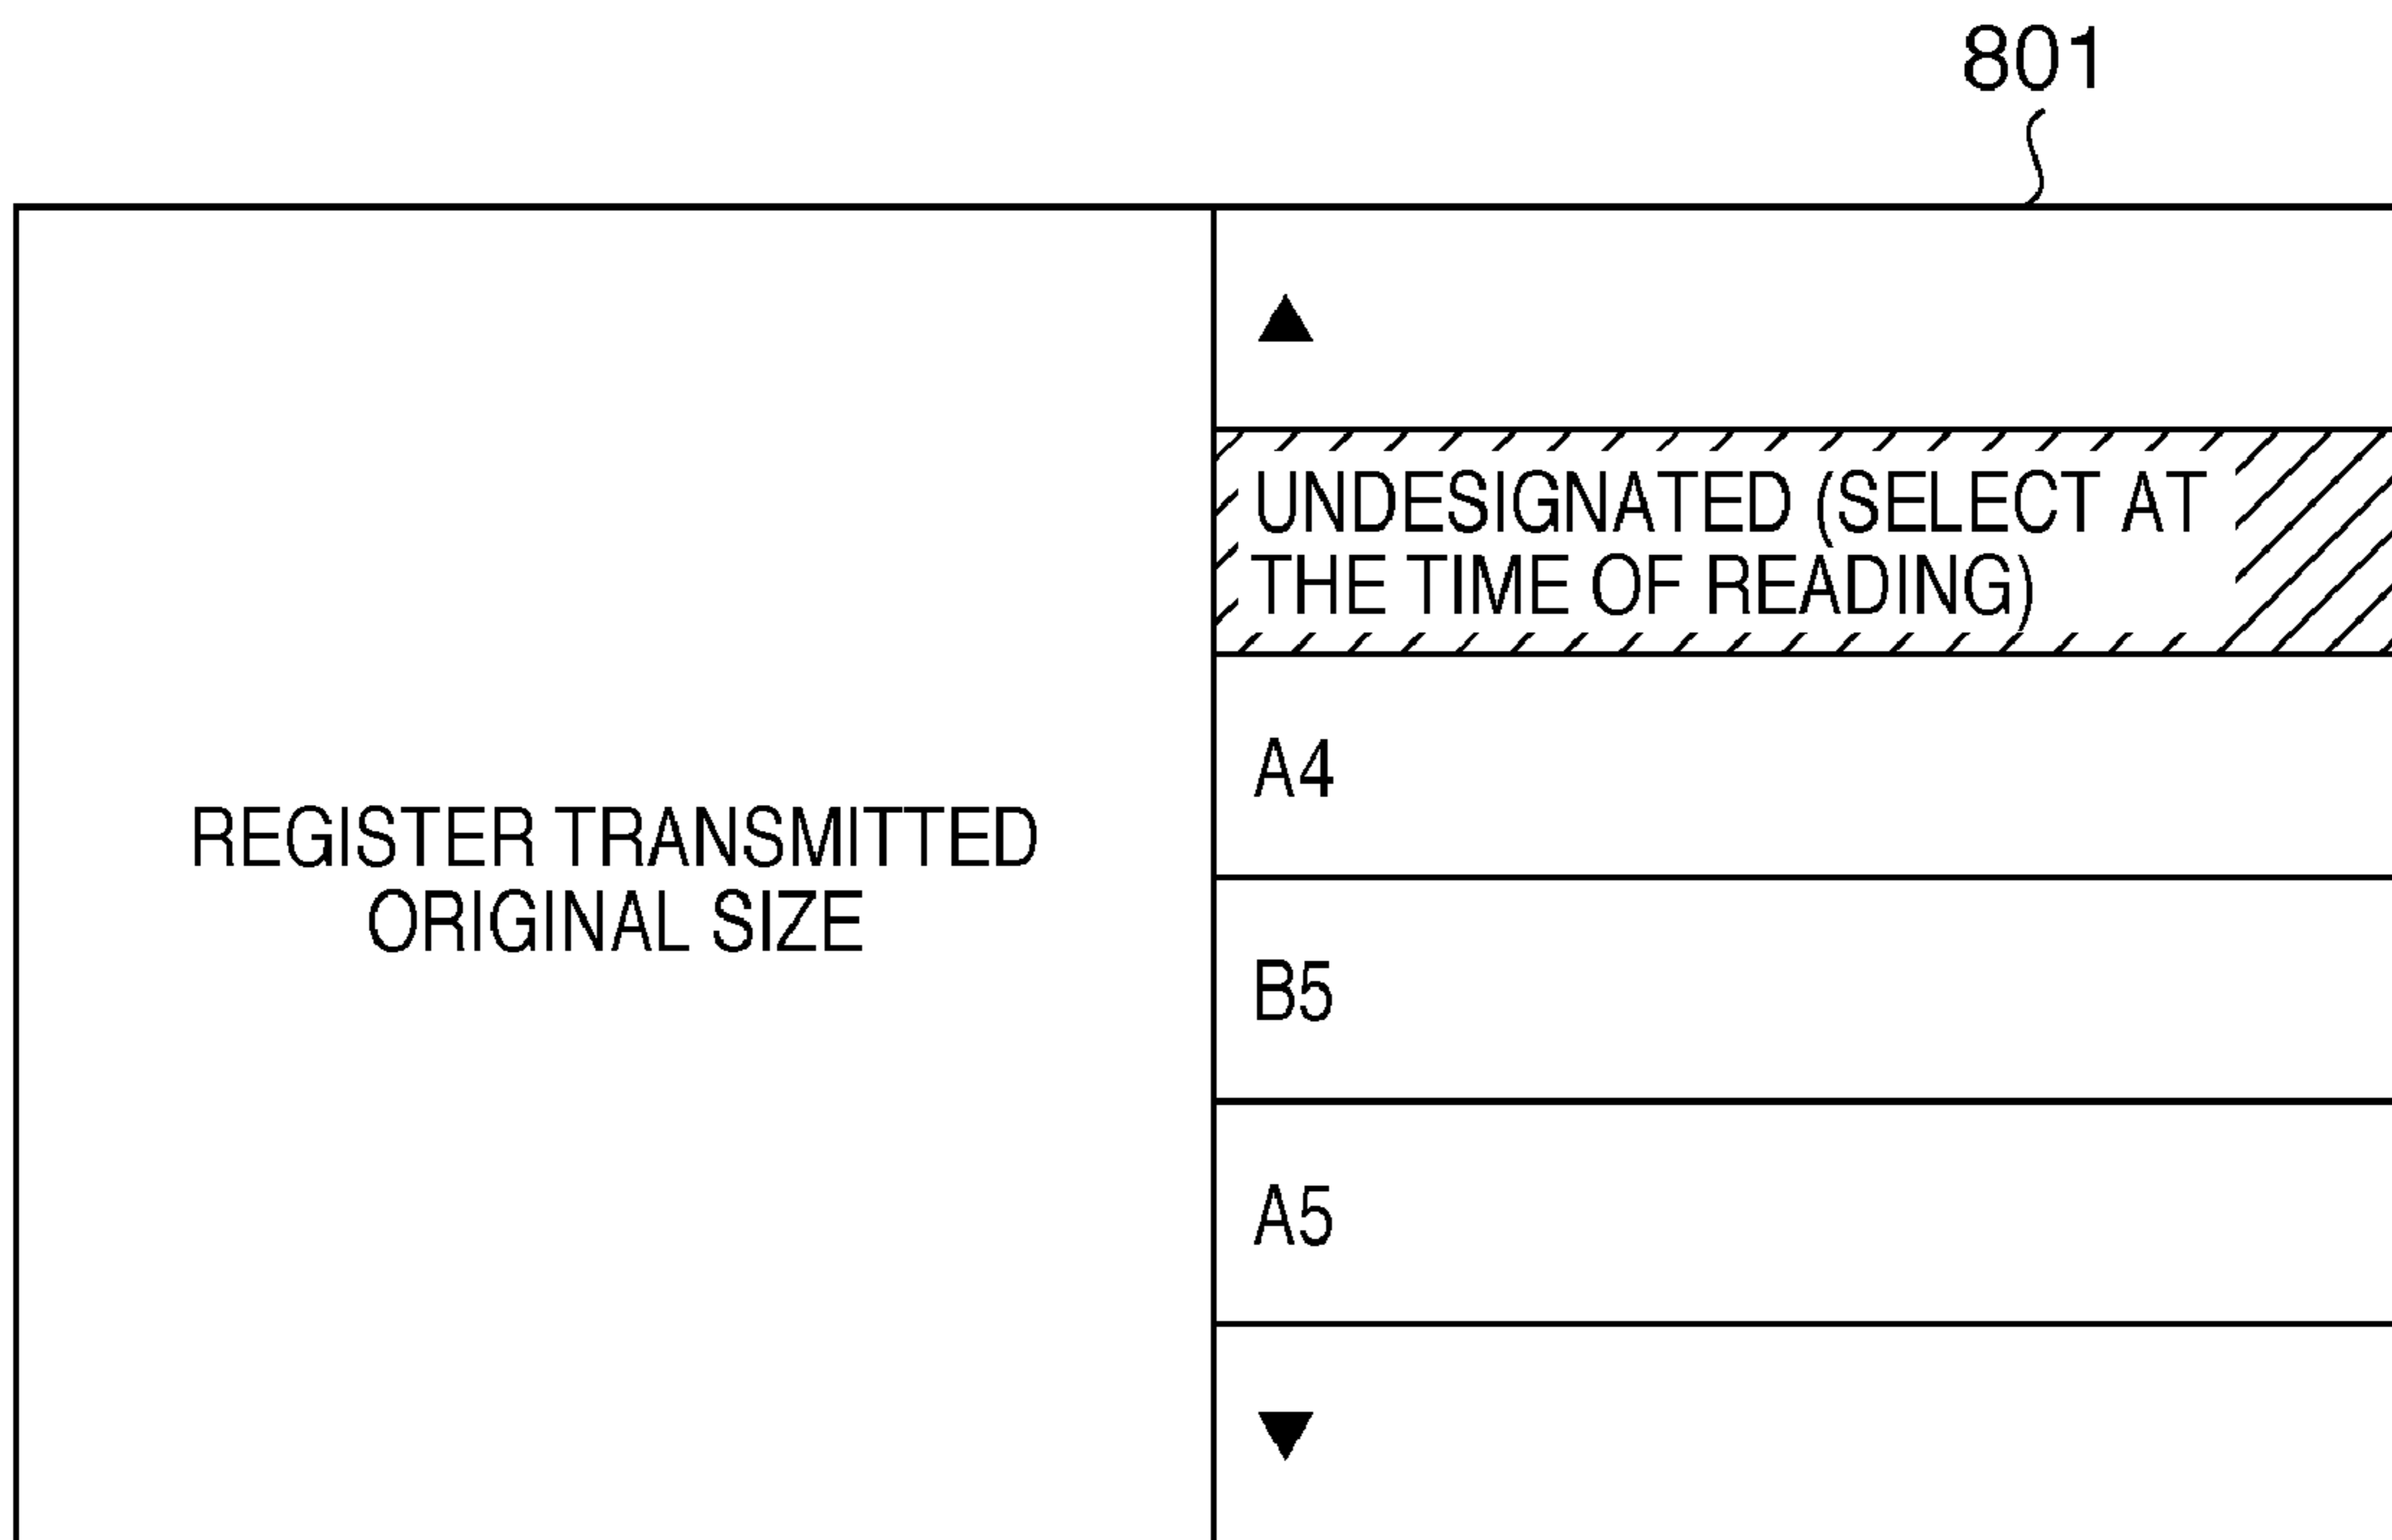 801
REGISTER TRANSMITTED
ORIGINAL SIZE
▲
UNDESIGNATED (SELECT AT
THE TIME OF READING)
A4
B5
A5
▼